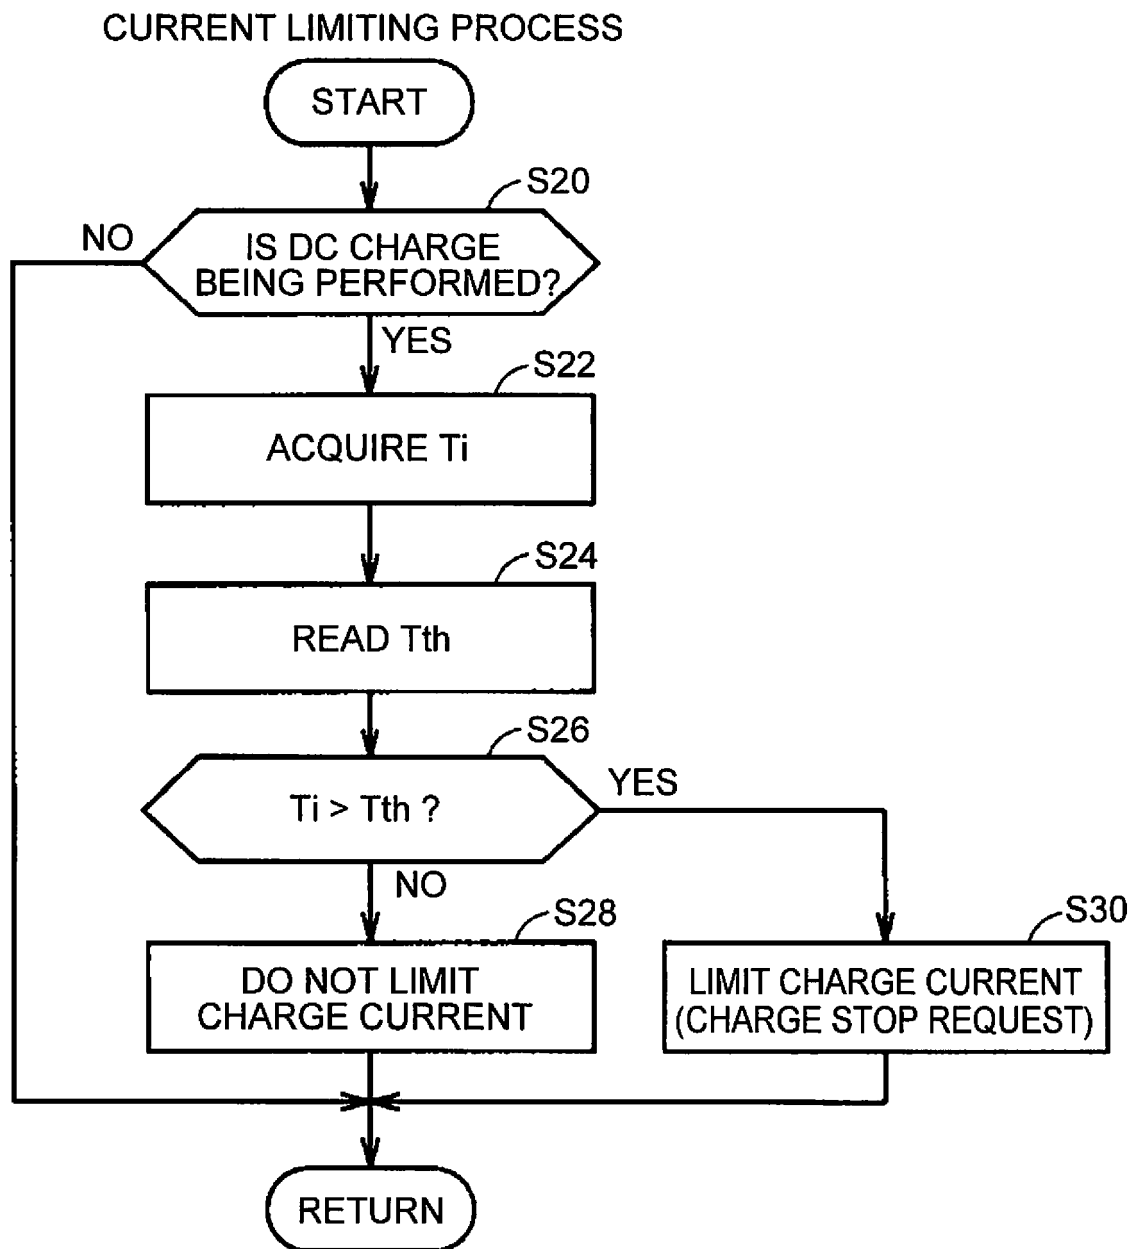 CURRENT LIMITING PROCESS
START
S20
NO
IS DC CHARGE
BEING PERFORMED?
YES
S22
ACQUIRE Ti
S24
READ Tth
S26
Ti > Tth ?
YES
NO
S28
DO NOT LIMIT
CHARGE CURRENT
S30
LIMIT CHARGE CURRENT
(CHARGE STOP REQUEST)
RETURN